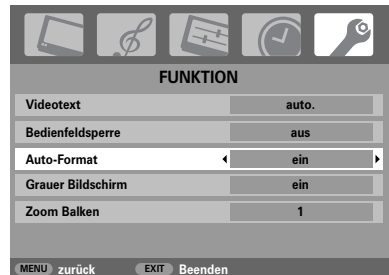 FUNKTION
Videotext auto.
Bedienfeldsperre aus
Auto-Format ein
Grauer Bildschirm ein
Zoom Balken 1
MENU zurück EXIT Beenden